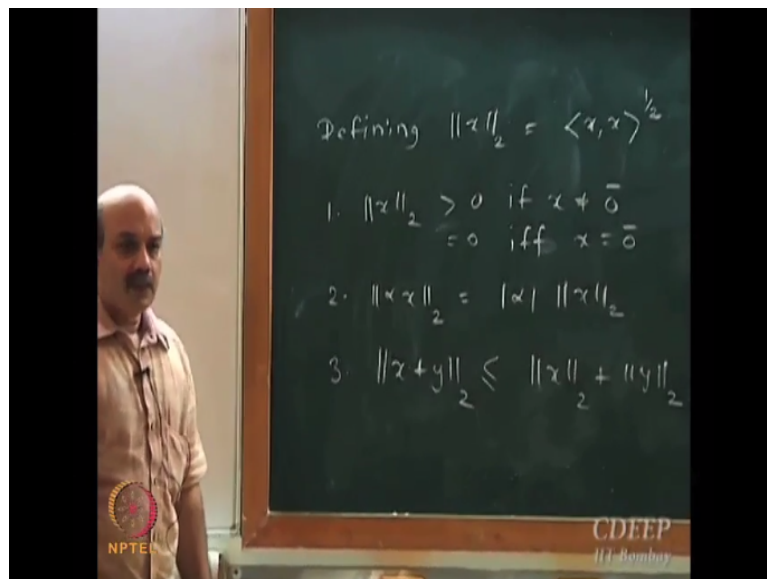 Defining ||x||₂ = <x,x>^{1/2}
1. ||x||₂ > 0 if x ≠ 0̄
= 0 iff x = 0̄
2. ||αx||₂ = |α| ||x||₂
3. ||x+y||₂ ≤ ||x||₂ + ||y||₂
NPTEL
CDEEP
IIT Bombay